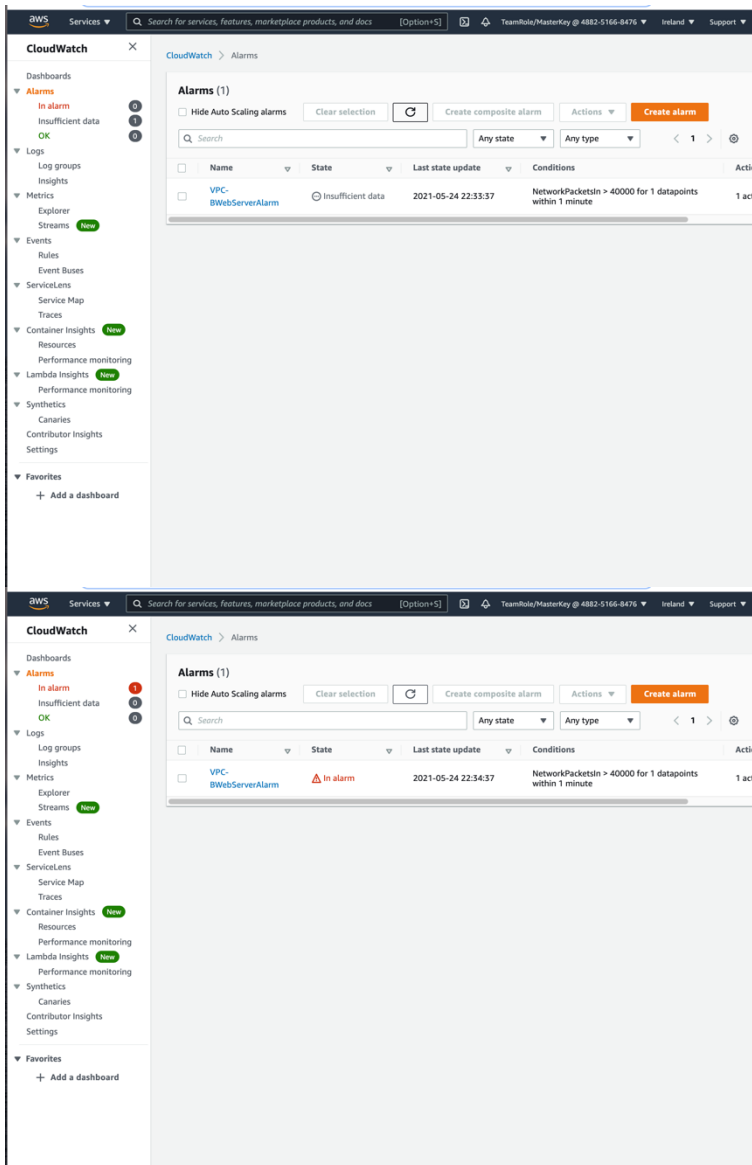 aws Services ▼ Search for services, features, marketplace products, and docs [Option+S] TeamRole/MasterKey @ 4882-5166-8476 ▼ Ireland ▼ Support ▼
CloudWatch ×
CloudWatch > Alarms
Dashboards
Alarms
In alarm 0
Insufficient data 1
OK 0
Logs
Log groups
Insights
Metrics
Explorer
Streams New
Events
Rules
Event Buses
ServiceLens
Service Map
Traces
Container Insights New
Resources
Performance monitoring
Lambda Insights New
Performance monitoring
Synthetics
Canaries
Contributor Insights
Settings
Favorites
+ Add a dashboard
Alarms (1)
Hide Auto Scaling alarms Clear selection Create composite alarm Actions ▼ Create alarm
Search Any state ▼ Any type ▼ < 1 >
Name State Last state update Conditions Acti
VPC-
BWebServerAlarm Insufficient data 2021-05-24 22:33:37 NetworkPacketsIn > 40000 for 1 datapoints
within 1 minute 1 act
aws Services ▼ Search for services, features, marketplace products, and docs [Option+S] TeamRole/MasterKey @ 4882-5166-8476 ▼ Ireland ▼ Support ▼
CloudWatch ×
CloudWatch > Alarms
Dashboards
Alarms
In alarm 1
Insufficient data 0
OK 0
Logs
Log groups
Insights
Metrics
Explorer
Streams New
Events
Rules
Event Buses
ServiceLens
Service Map
Traces
Container Insights New
Resources
Performance monitoring
Lambda Insights New
Performance monitoring
Synthetics
Canaries
Contributor Insights
Settings
Favorites
+ Add a dashboard
Alarms (1)
Hide Auto Scaling alarms Clear selection Create composite alarm Actions ▼ Create alarm
Search Any state ▼ Any type ▼ < 1 >
Name State Last state update Conditions Acti
VPC-
BWebServerAlarm In alarm 2021-05-24 22:34:37 NetworkPacketsIn > 40000 for 1 datapoints
within 1 minute 1 act